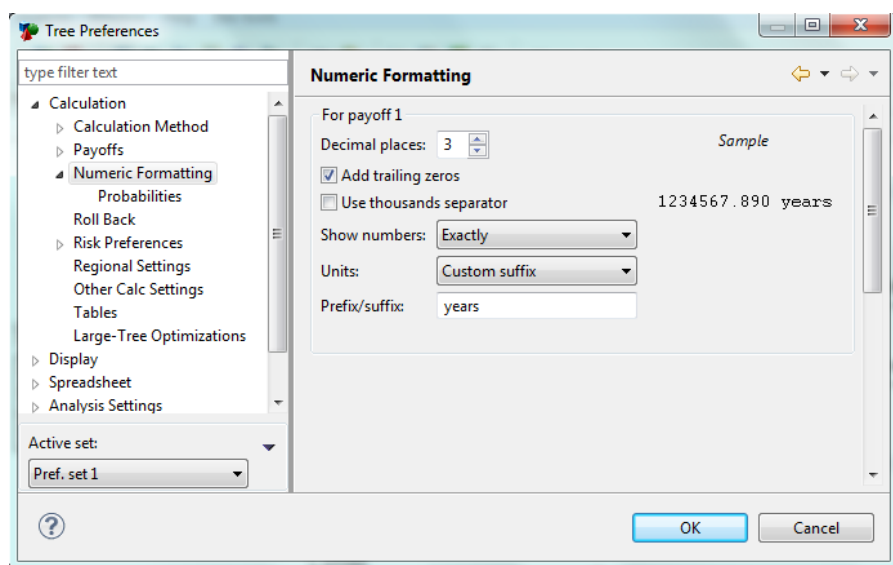 Tree Preferences
type filter text
Calculation
Calculation Method
Payoffs
Numeric Formatting
Probabilities
Roll Back
Risk Preferences
Regional Settings
Other Calc Settings
Tables
Large-Tree Optimizations
Display
Spreadsheet
Analysis Settings
Active set:
Pref. set 1
Numeric Formatting
For payoff 1
Decimal places: 3
Sample
Add trailing zeros
Use thousands separator
1234567.890 years
Show numbers: Exactly
Units: Custom suffix
Prefix/suffix: years
OK Cancel